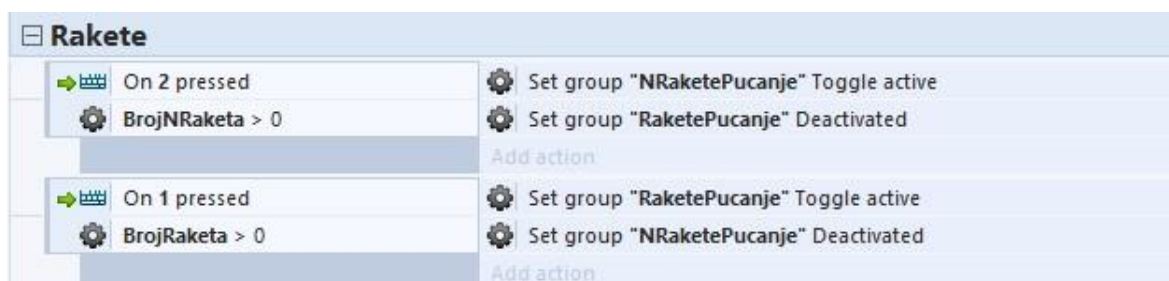 Rakete
On 2 pressed
Set group "NRaketePucanje" Toggle active
BrojNRaketa > 0
Set group "RaketePucanje" Deactivated
Add action
On 1 pressed
Set group "RaketePucanje" Toggle active
BrojRaketa > 0
Set group "NRaketePucanje" Deactivated
Add action